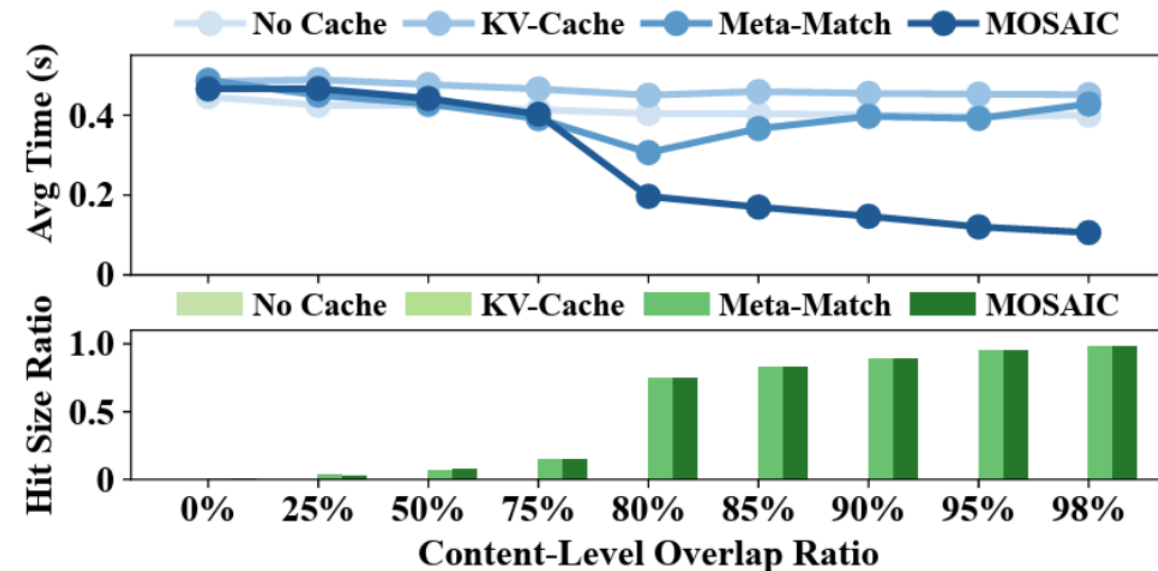 No Cache KV-Cache Meta-Match MOSAIC
Avg Time (s)
0.4
0.2
0
No Cache KV-Cache Meta-Match MOSAIC
Hit Size Ratio
1.0
0.5
0
0% 25% 50% 75% 80% 85% 90% 95% 98%
Content-Level Overlap Ratio